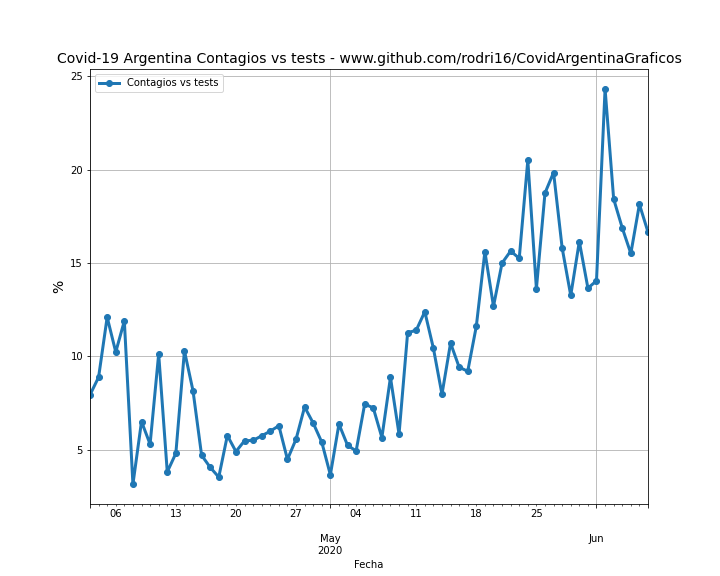 Covid-19 Argentina Contagios vs tests - www.github.com/rodri16/CovidArgentinaGraficos
Contagios vs tests
25
20
15
10
5
%
06 13 20 27 04 11 18 25
May Jun
2020
Fecha